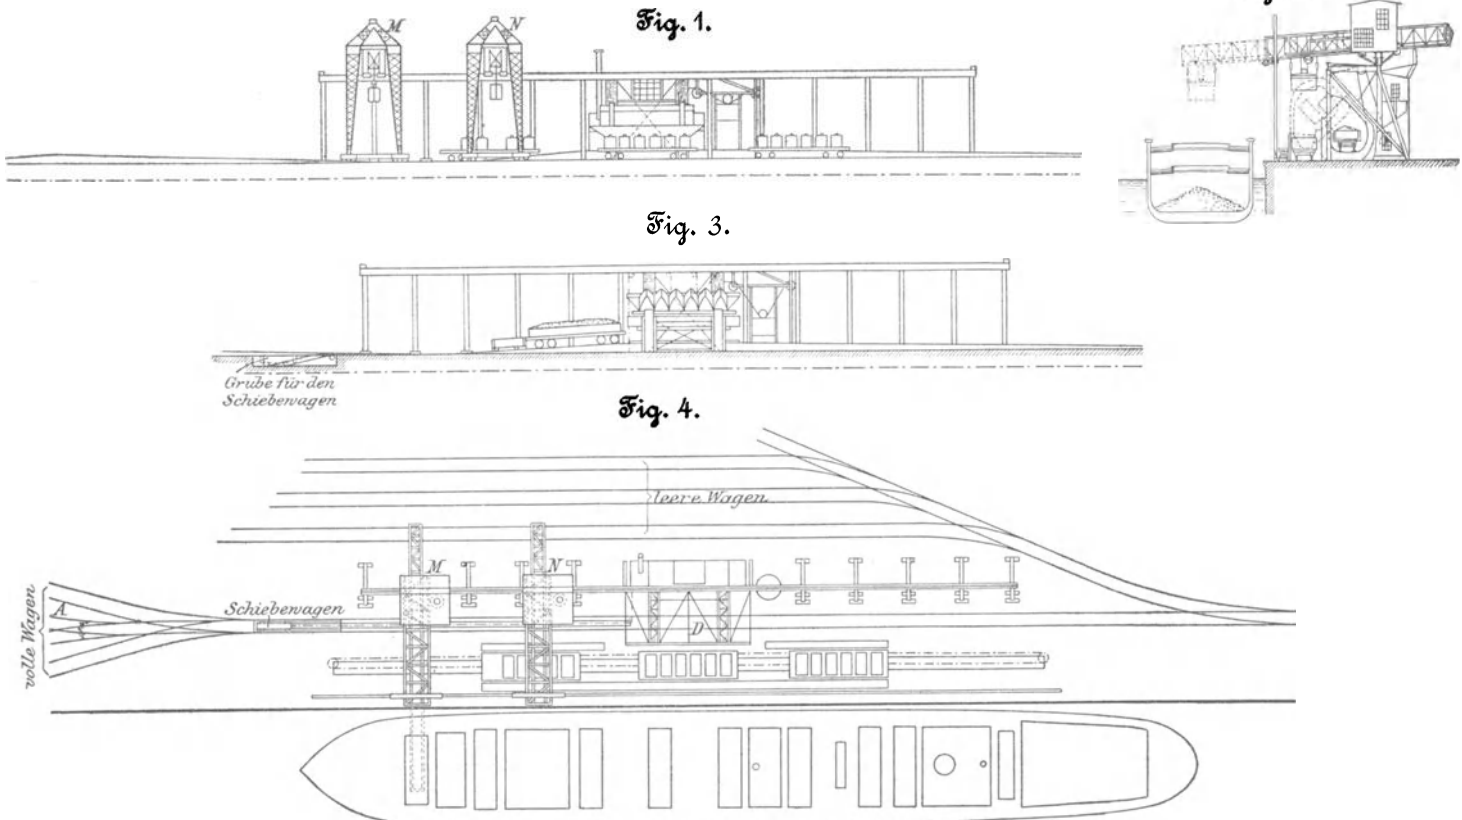 Fig. 1.
M
N
Fig. 3.
Grube für den
Schiebewagen
Fig. 4.
leere Wagen
M
N
A
Schiebewagen
volle Wagen
D